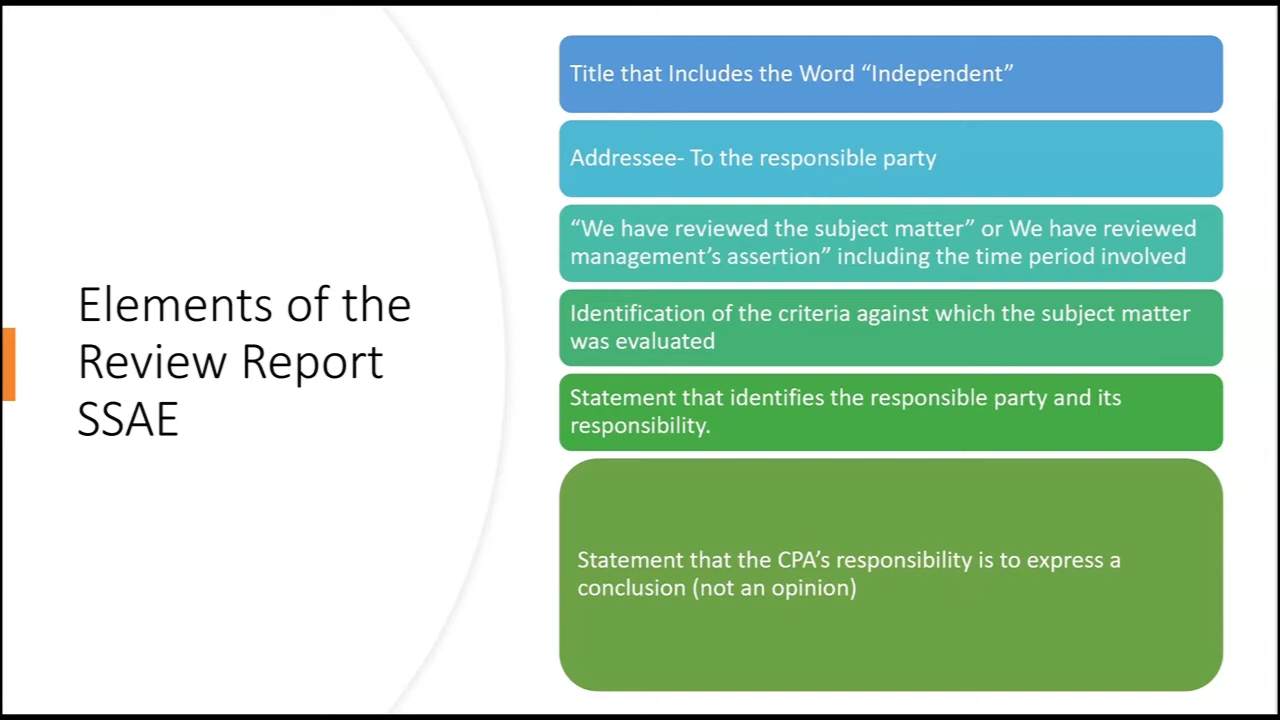 Elements of the
Review Report
SSAE
Title that Includes the Word “Independent”
Addressee- To the responsible party
“We have reviewed the subject matter” or We have reviewed
management’s assertion” including the time period involved
Identification of the criteria against which the subject matter
was evaluated
Statement that identifies the responsible party and its
responsibility.
Statement that the CPA’s responsibility is to express a
conclusion (not an opinion)